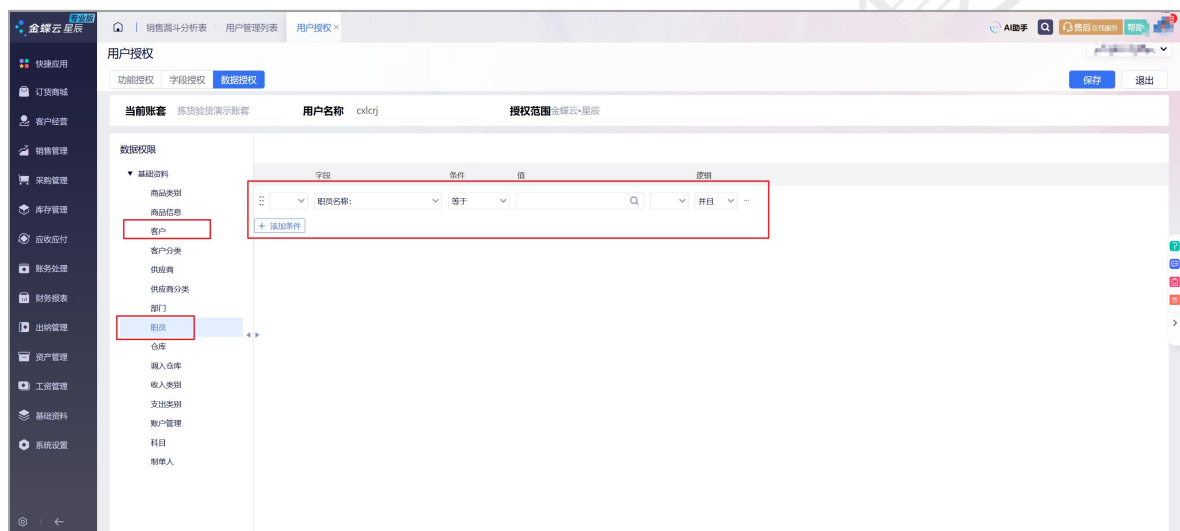 专业版
金蝶云星辰
销售漏斗分析表 用户管理列表 用户授权 ×
AI助手 售后在线服务 帮助
用户授权
功能授权 字段授权 数据授权
保存 退出
当前账套 拣货验货演示账套 用户名称 cxlcrj 授权范围 金蝶云•星辰
快捷应用
订货商城
客户经营
销售管理
采购管理
库存管理
应收应付
账务处理
财务报表
出纳管理
资产管理
工资管理
基础资料
系统设置
数据权限
基础资料
商品类别
商品信息
客户
客户分类
供应商
供应商分类
部门
职员
仓库
调入仓库
收入类别
支出类别
账户管理
科目
制单人
字段 条件 值 逻辑
职员名称: 等于 并且 ...
+ 添加条件